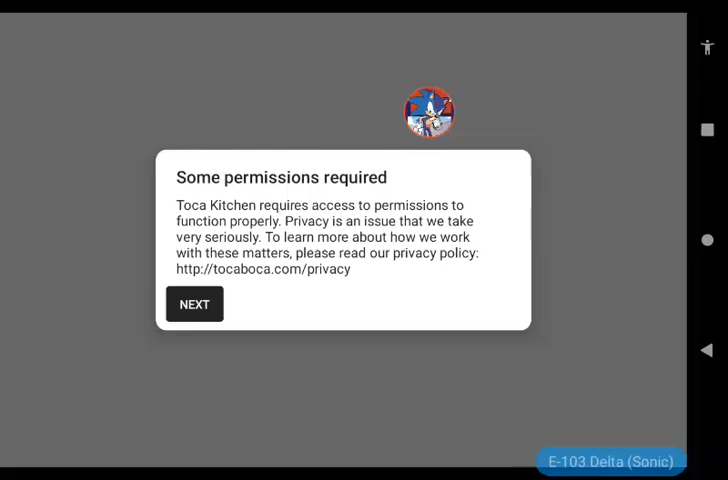 Some permissions required
Toca Kitchen requires access to permissions to
function properly. Privacy is an issue that we take
very seriously. To learn more about how we work
with these matters, please read our privacy policy:
http://tocaboca.com/privacy
NEXT
E-103 Delta (Sonic)